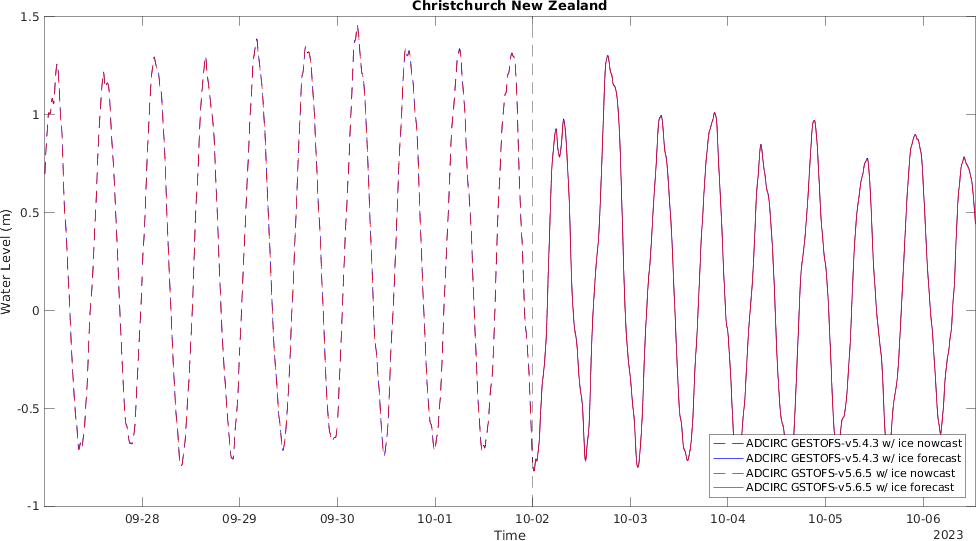 Christchurch New Zealand
1.5
1
0.5
0
-0.5
-1
Water Level (m)
ADCIRC GESTOFS-v5.4.3 w/ ice nowcast
ADCIRC GESTOFS-v5.4.3 w/ ice forecast
ADCIRC GSTOFS-v5.6.5 w/ ice nowcast
ADCIRC GSTOFS-v5.6.5 w/ ice forecast
09-28 09-29 09-30 10-01 10-02 10-03 10-04 10-05 10-06
Time
2023